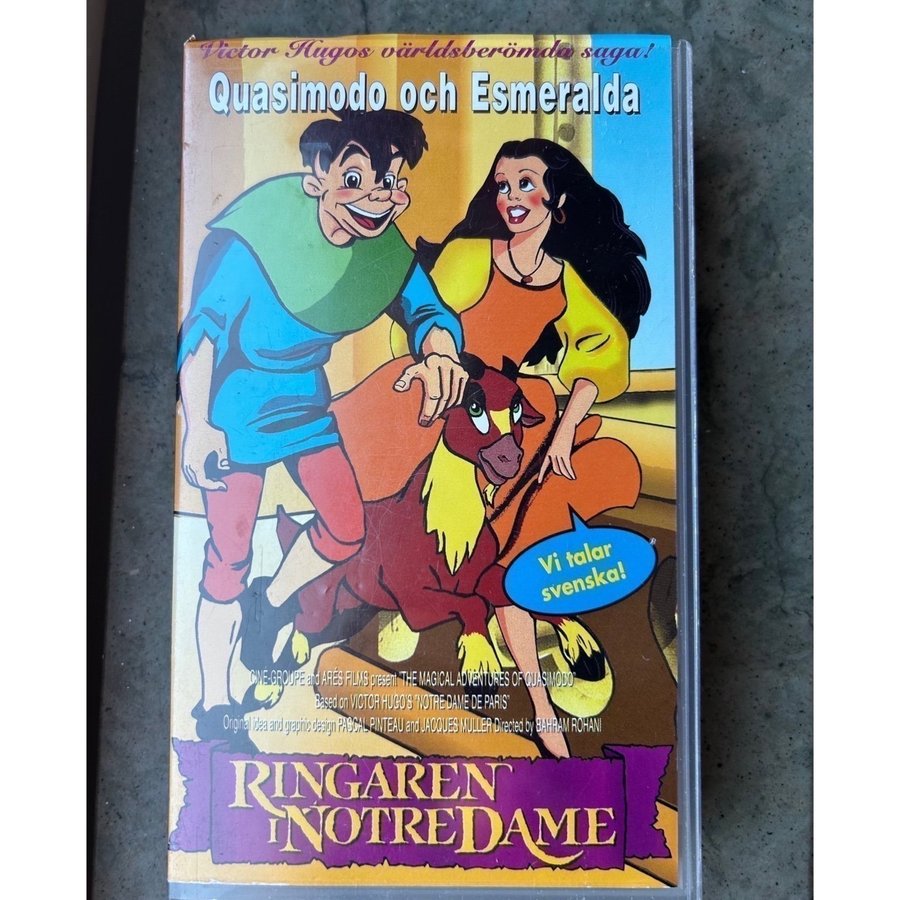 Victor Hugos världsberömda saga!
Quasimodo och Esmeralda
Vi talar
svenska!
CINÉ-GROUPE and ARÈS FILMS present "THE MAGICAL ADVENTURES OF QUASIMODO"
Based on VICTOR HUGO'S "NOTRE DAME DE PARIS"
Original idea and graphic design PASCAL PINTEAU and JACQUES MULLER Directed by BAHRAM ROHANI
RINGAREN
I NOTRE DAME